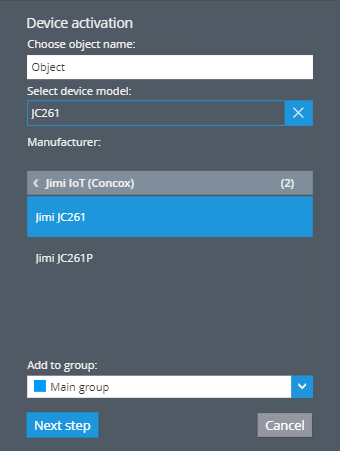 Device activation
Choose object name:
Object
Select device model:
JC261
Manufacturer:
Jimi IoT (Concox) (2)
Jimi JC261
Jimi JC261P
Add to group:
Main group
Next step Cancel